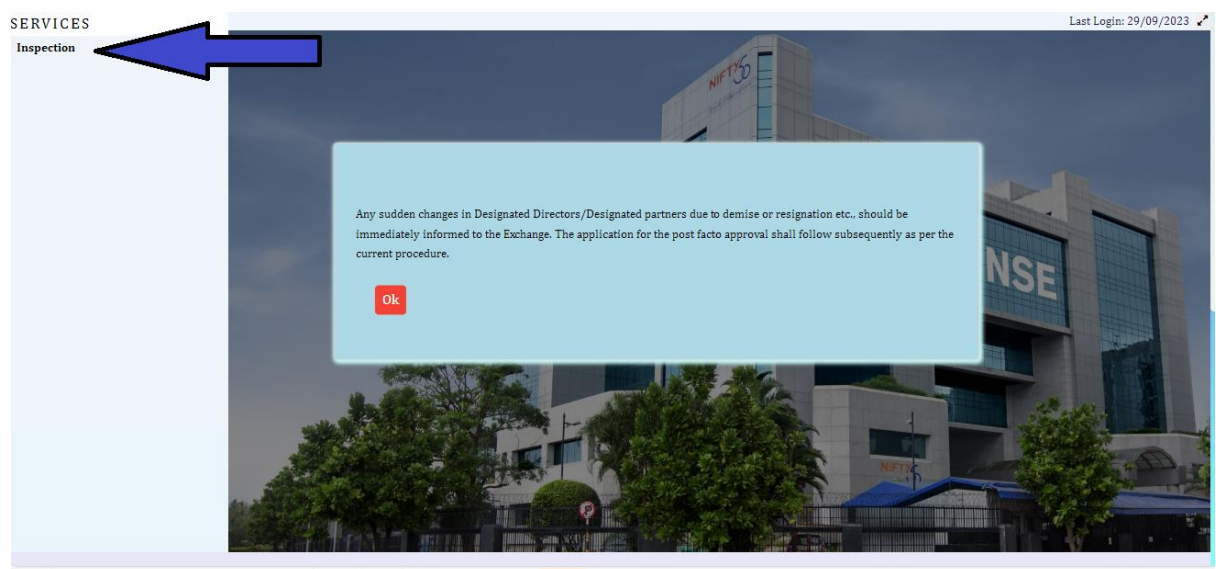 SERVICES
Last Login: 29/09/2023
Inspection
NIFTY50
Any sudden changes in Designated Directors/Designated partners due to demise or resignation etc., should be
immediately informed to the Exchange. The application for the post facto approval shall follow subsequently as per the
current procedure.
NSE
Ok
NIFTY